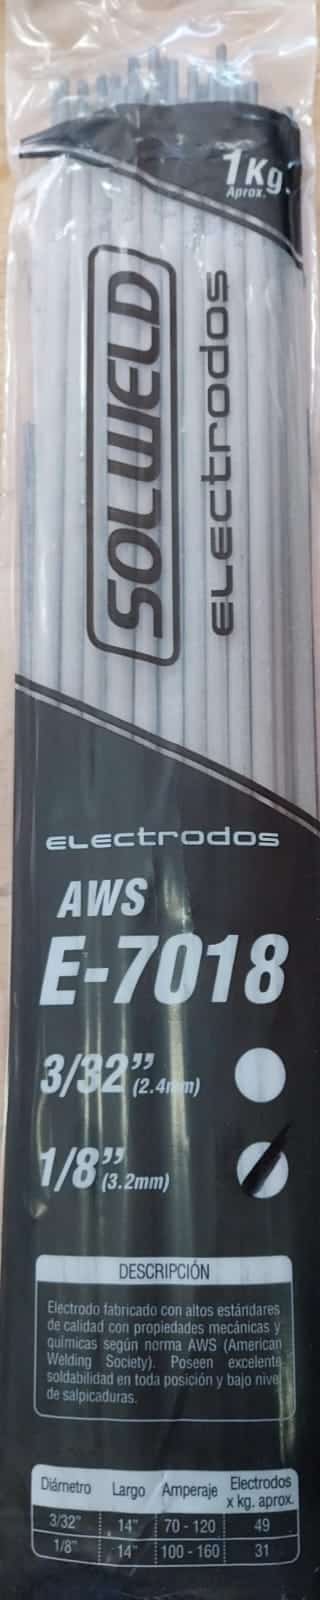 1Kg.
Aprox.
SOLWELD
ELECTRODOS
ELECTRODOS
AWS
E-7018
3/32” (2.4mm)
1/8” (3.2mm)
DESCRIPCIÓN
Electrodo fabricado con altos estándares
de calidad con propiedades mecánicas y
químicas según norma AWS (American
Welding Society). Poseen excelente
soldabilidad en toda posición y bajo nivel
de salpicaduras.
Diámetro Largo Amperaje Electrodos x kg. aprox.
3/32” 14” 70 - 120 49
1/8” 14” 100 - 160 31